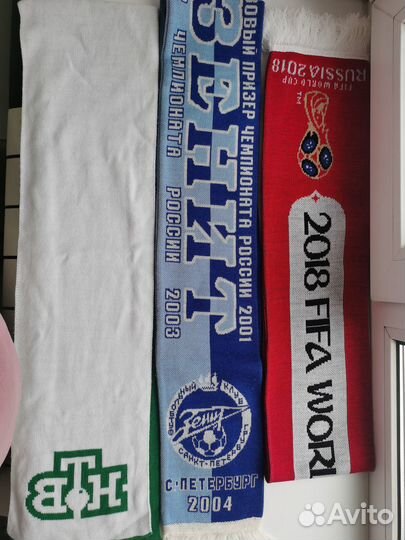 НТВ
ОВЫЙ ПРИЗЕР ЧЕМПИОНАТА РОССИИ 2001
ЗЕНИТ
ЧЕМПИОНАТА РОССИИ 2003
КЛУБ
Зенит
САНКТ-ПЕТЕРБУРГ
С-ПЕТЕРБУРГ
2004
FIFA WORLD CUP
RUSSIA 2018
2018 FIFA WORL
Avito